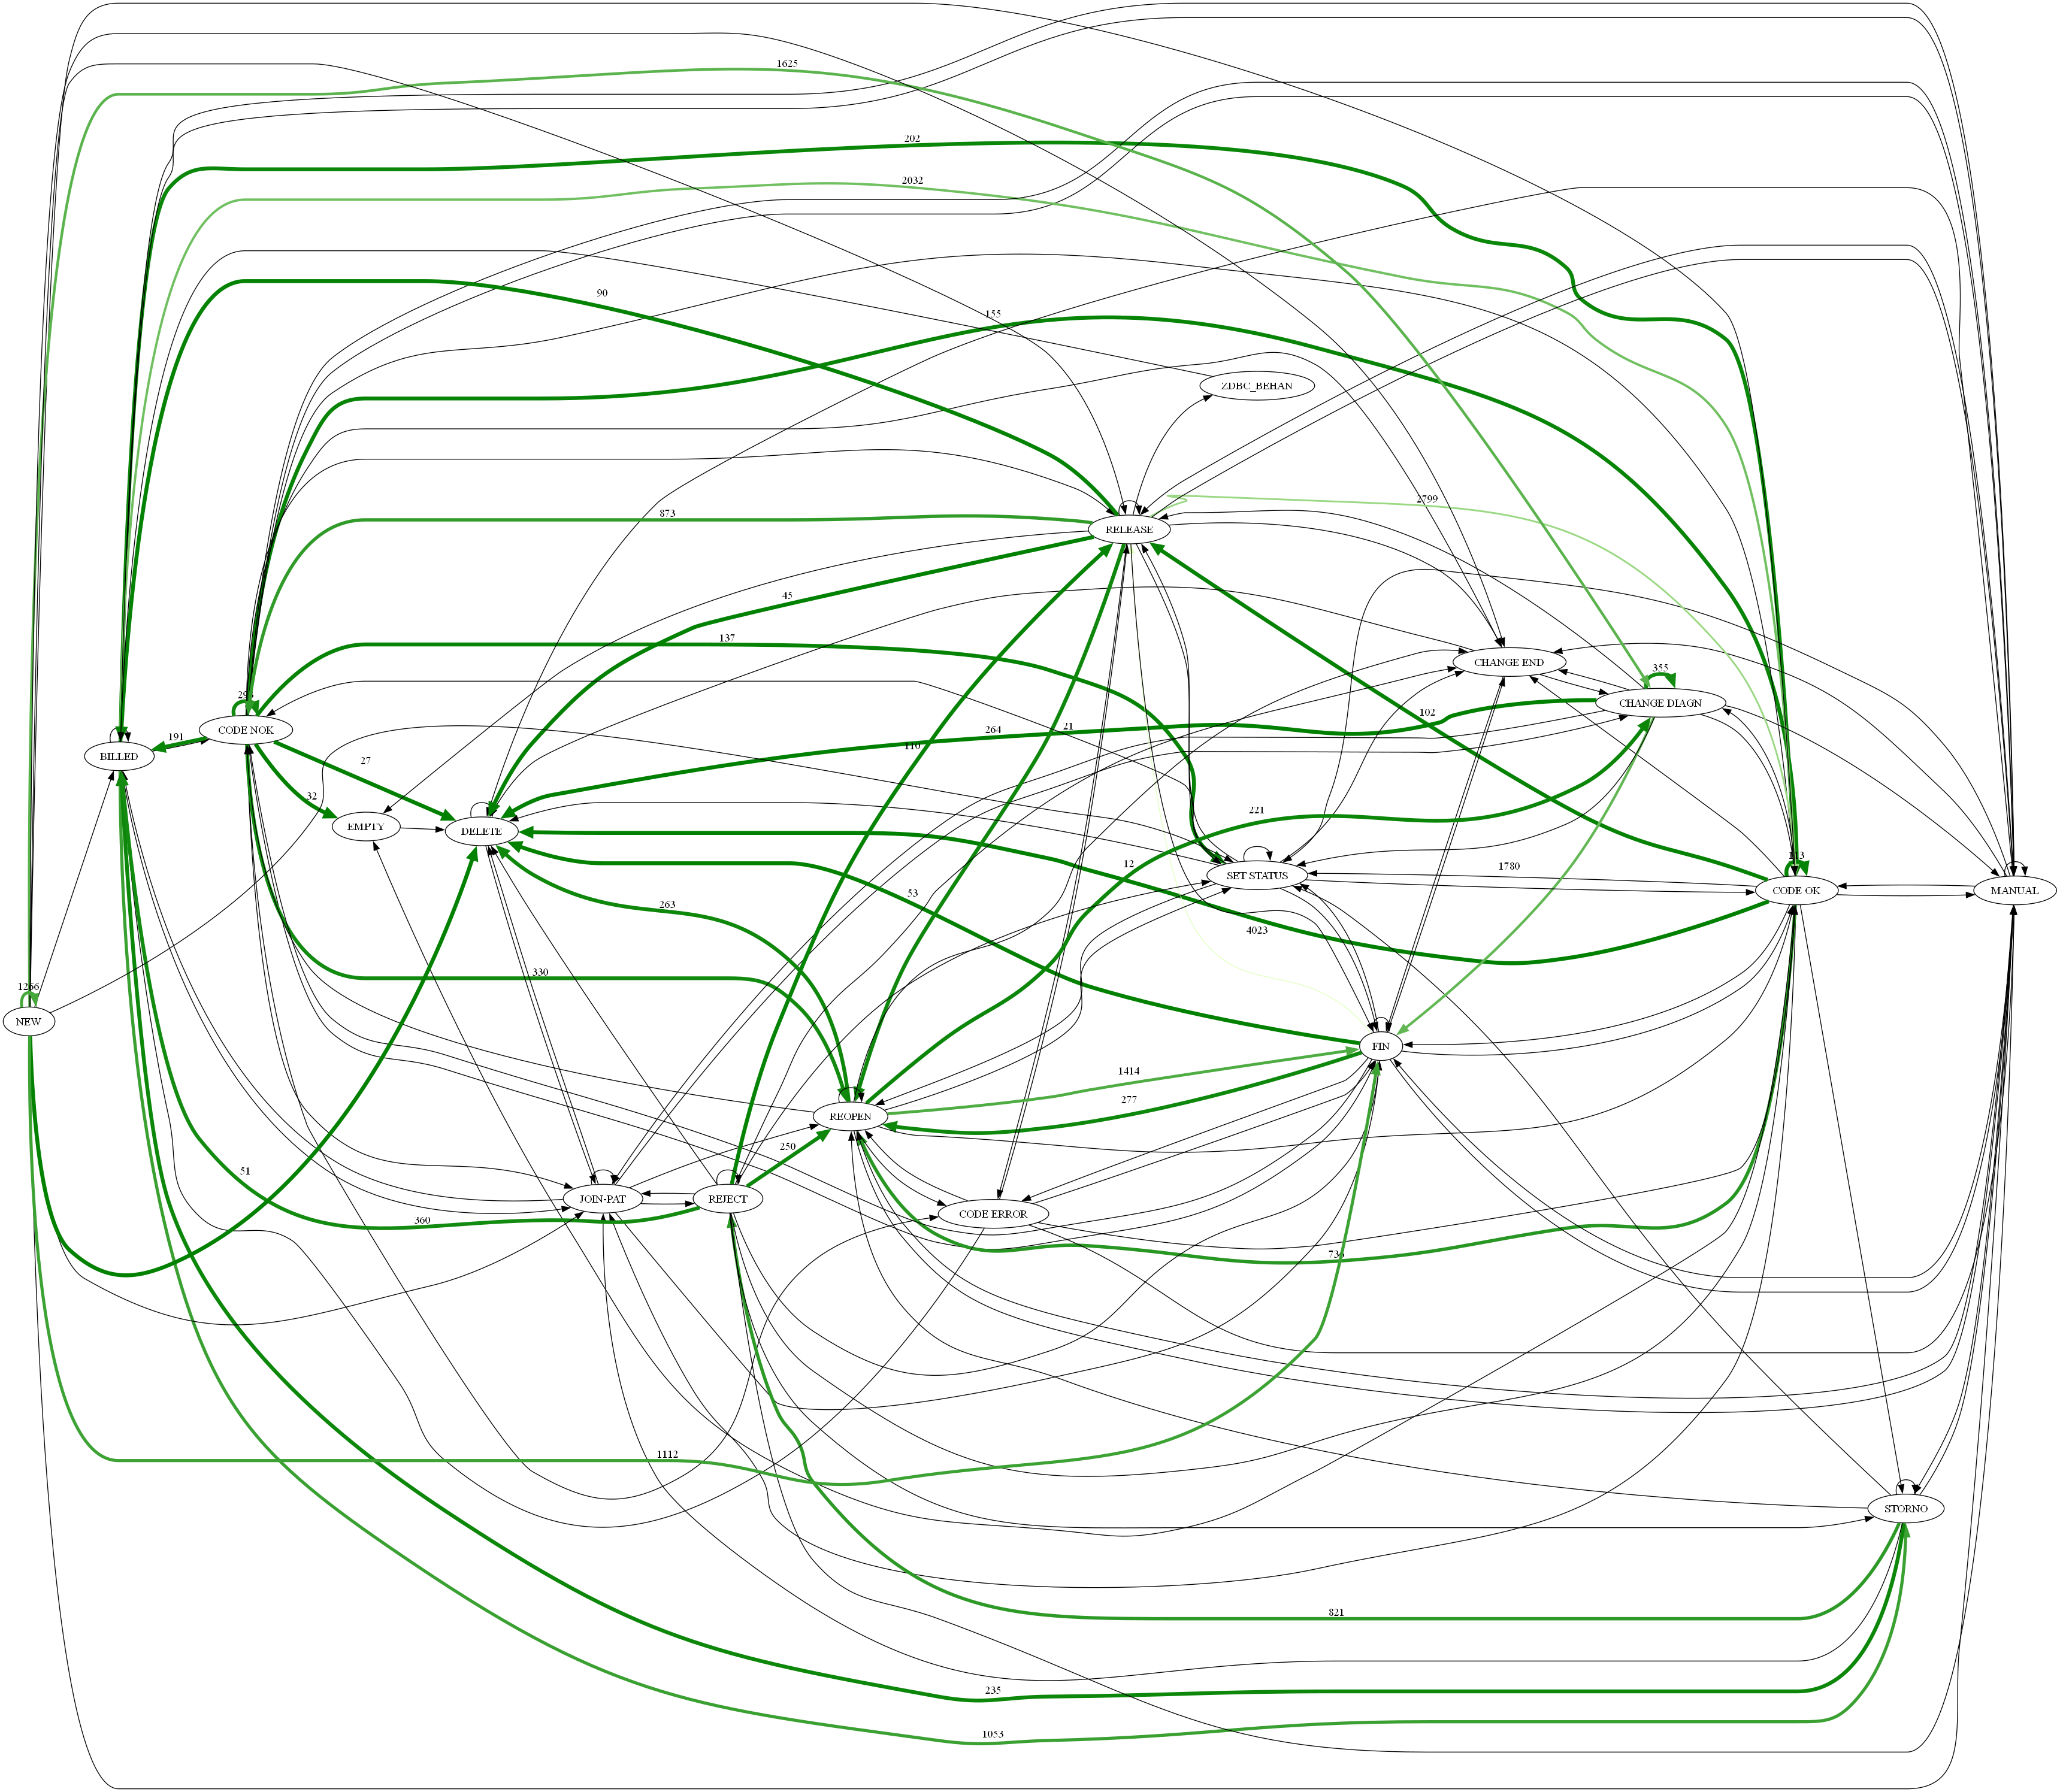 1625
202
2032
90
155
ZDBC_BEHAN
2799
873
RELEASE
45
137
CHANGE END
355
CHANGE DIAGN
102
CODE NOK
191
BILLED
21
264
110
27
32
EMPTY
DELETE
221
12
53
SET STATUS
1780
113
CODE OK
MANUAL
263
4023
330
1266
NEW
FIN
1414
277
REOPEN
250
51
JOIN-PAT
REJECT
CODE ERROR
360
1112
STORNO
821
235
1053